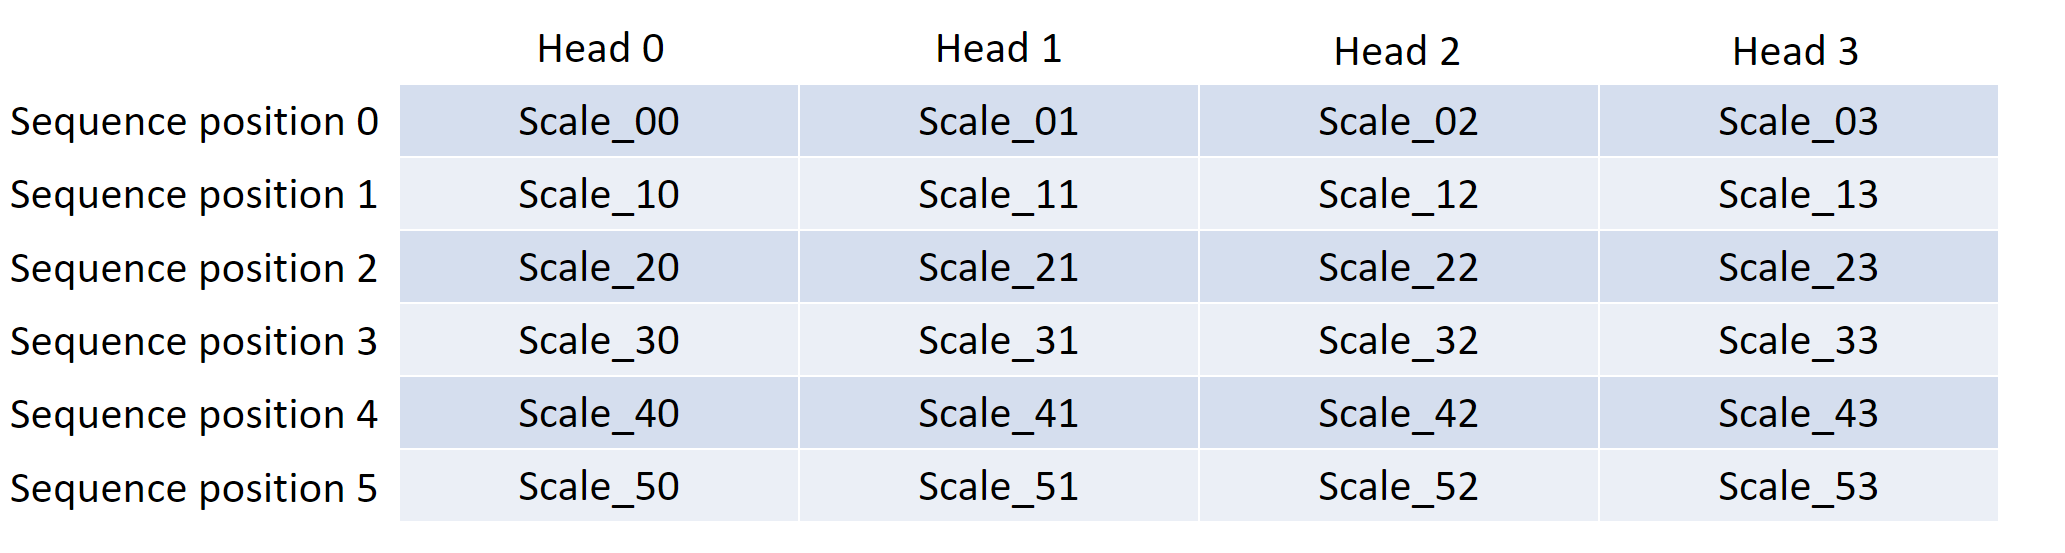 Head 0 Head 1 Head 2 Head 3
Sequence position 0 Scale_00 Scale_01 Scale_02 Scale_03
Sequence position 1 Scale_10 Scale_11 Scale_12 Scale_13
Sequence position 2 Scale_20 Scale_21 Scale_22 Scale_23
Sequence position 3 Scale_30 Scale_31 Scale_32 Scale_33
Sequence position 4 Scale_40 Scale_41 Scale_42 Scale_43
Sequence position 5 Scale_50 Scale_51 Scale_52 Scale_53